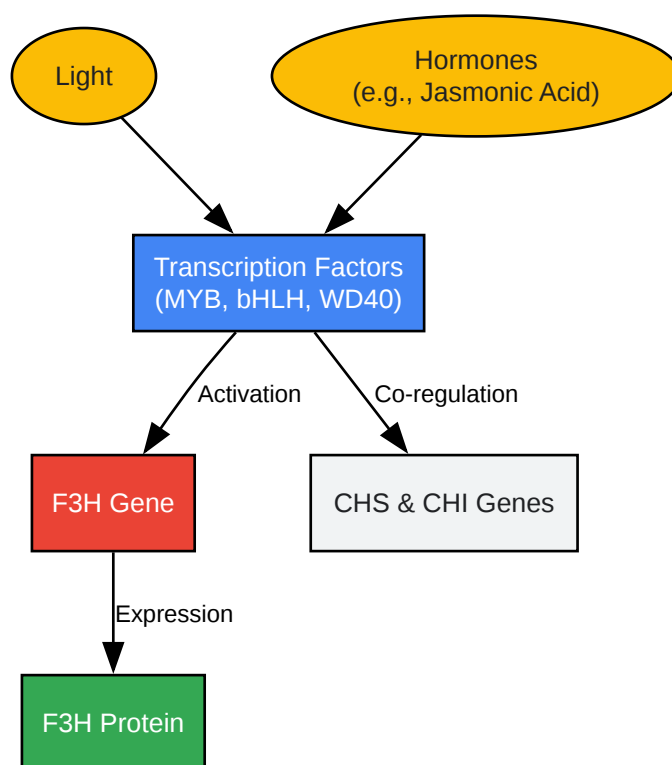 Light
Hormones
(e.g., Jasmonic Acid)
Transcription Factors
(MYB, bHLH, WD40)
Activation
Co-regulation
F3H Gene
CHS & CHI Genes
Expression
F3H Protein